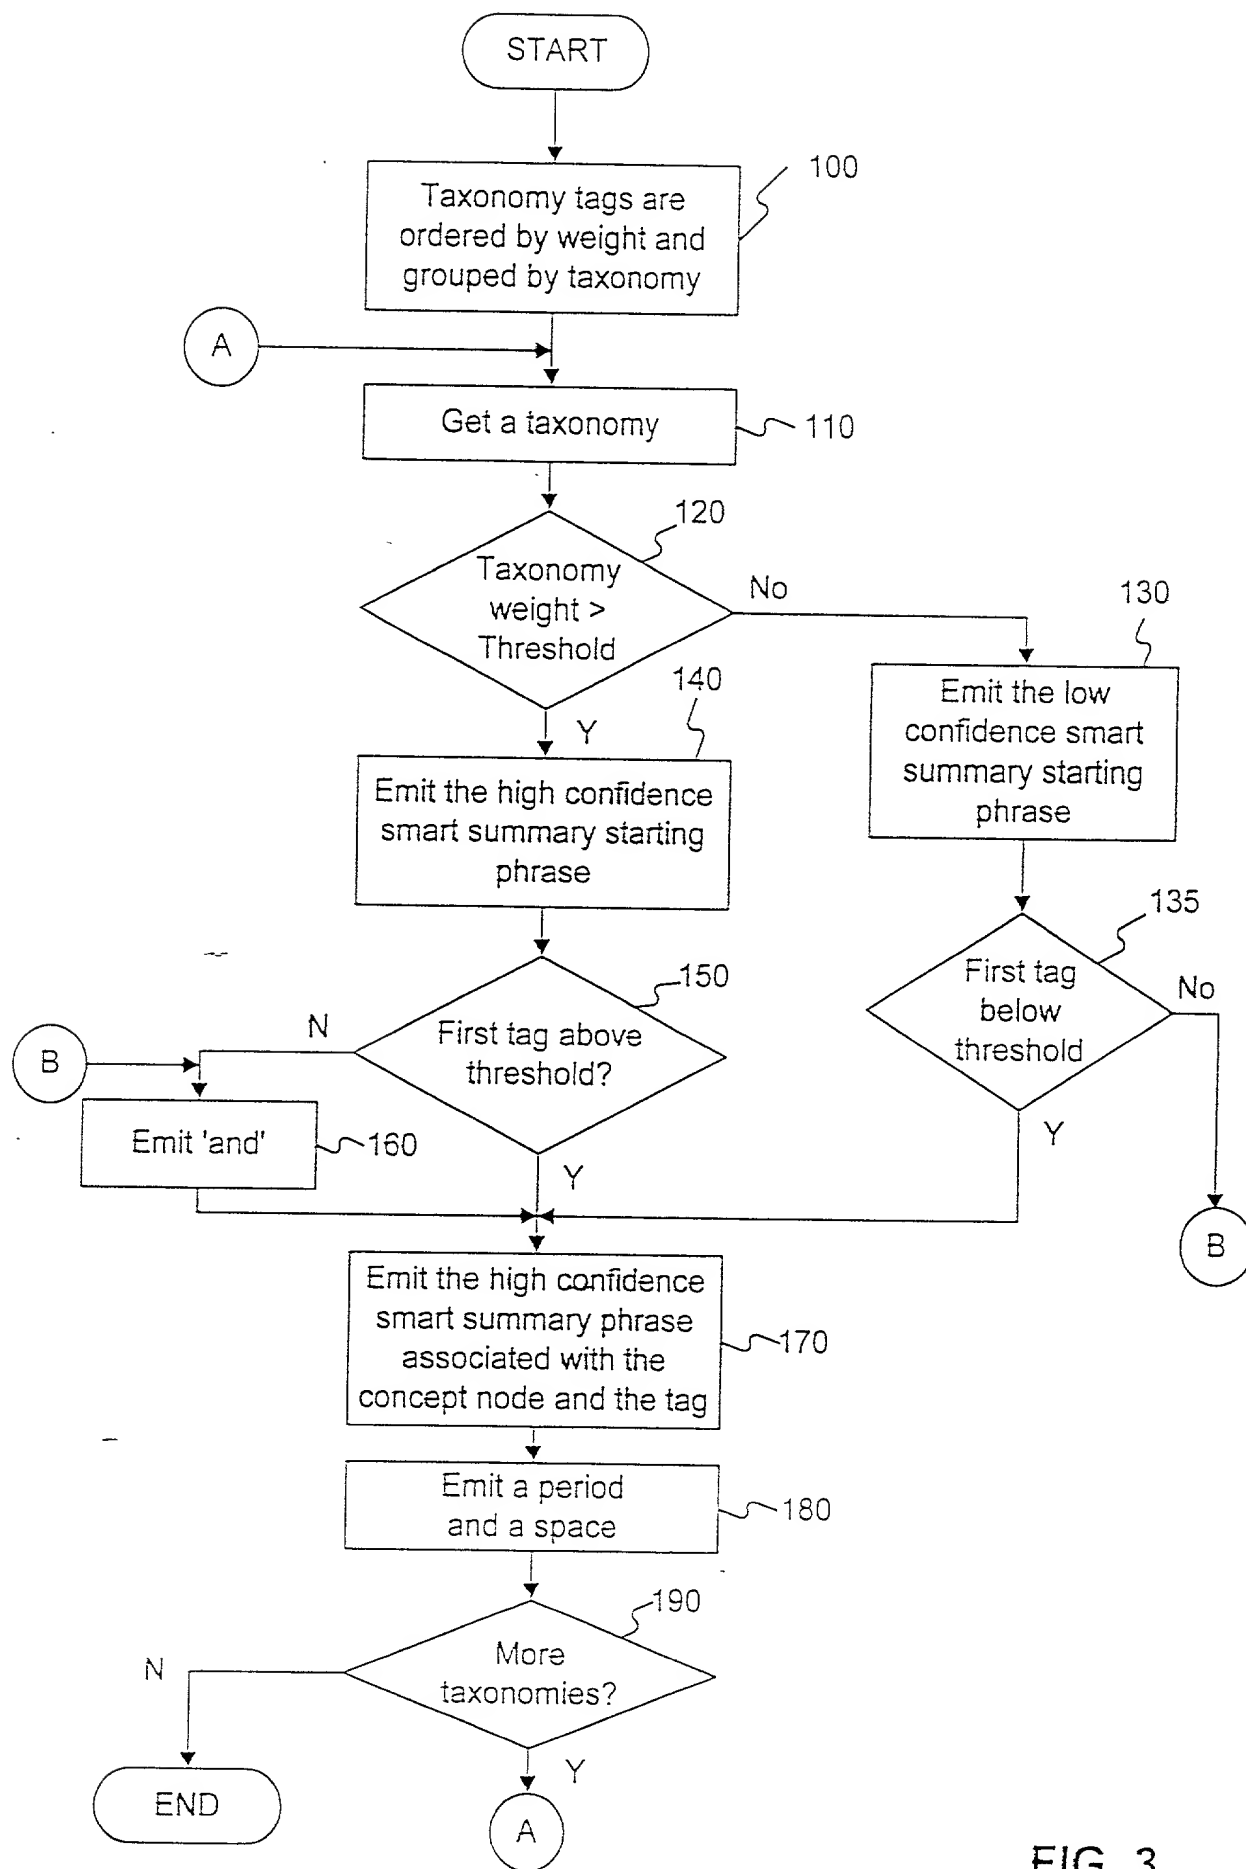 START
Taxonomy tags are
ordered by weight and
grouped by taxonomy
100
A
Get a taxonomy
110
120
Taxonomy
weight >
Threshold
No
130
Emit the low
confidence smart
summary starting
phrase
140
Y
Emit the high confidence
smart summary starting
phrase
135
First tag
below
threshold
No
150
N
First tag above
threshold?
B
Emit 'and'
160
Y
Y
B
Emit the high confidence
smart summary phrase
associated with the
concept node and the tag
170
Emit a period
and a space
180
190
More
taxonomies?
N
Y
END
A
FIG. 3